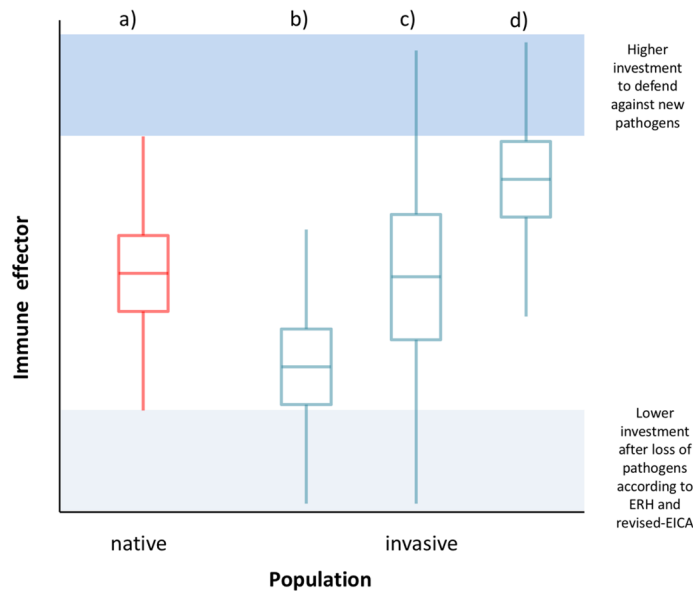 a)
b)
c)
d)
Higher
investment
to defend
against new
pathogens
Immune effector
Lower
investment
after loss of
pathogens
according to
ERH and
revised-EICA
native
invasive
Population